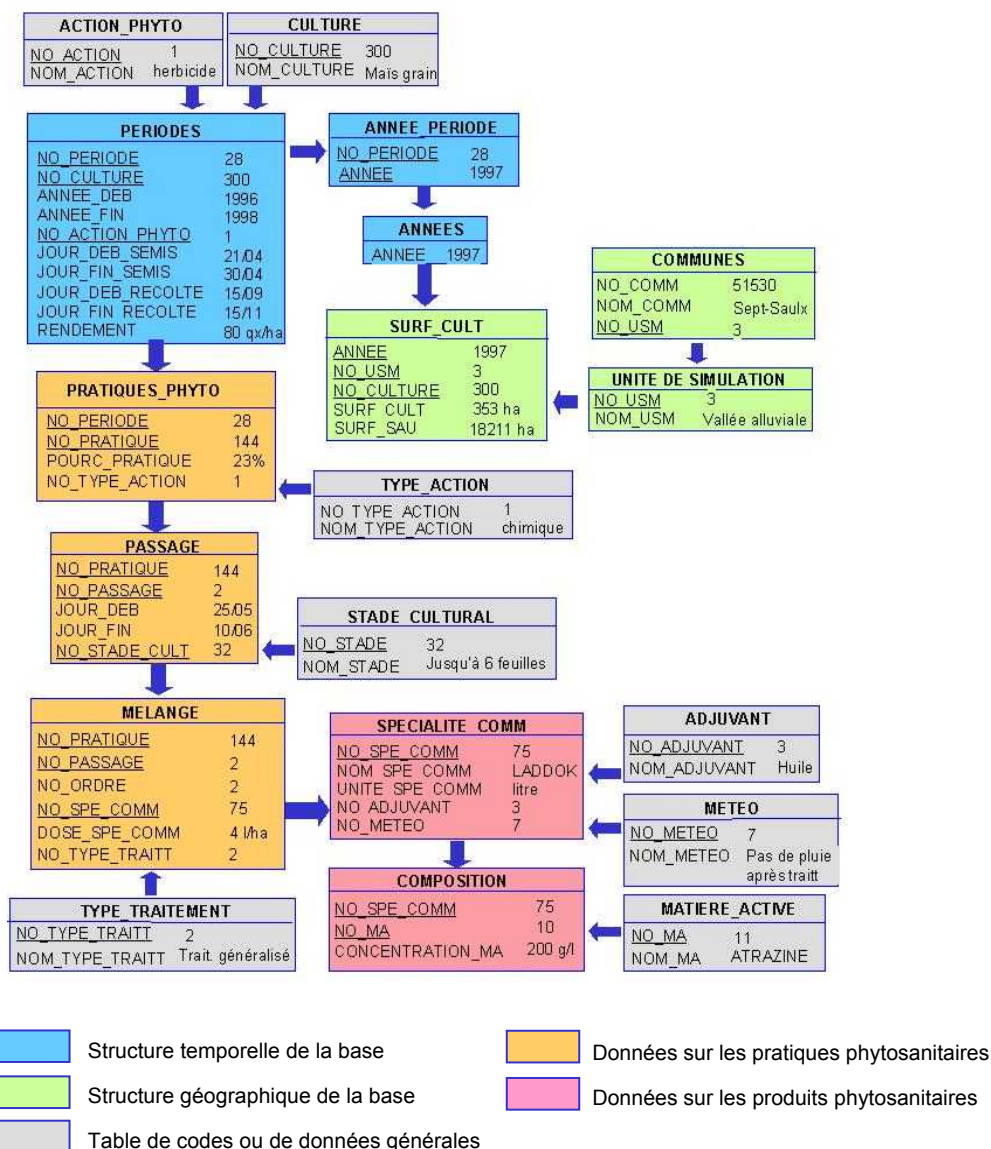 ACTION_PHYTO
NO_ACTION 1
NOM_ACTION herbicide
CULTURE
NO_CULTURE 300
NOM_CULTURE Maïs grain
PERIODES
NO_PERIODE 28
NO_CULTURE 300
ANNEE_DEB 1996
ANNEE_FIN 1998
NO_ACTION_PHYTO 1
JOUR_DEB_SEMIS 21/04
JOUR_FIN_SEMIS 30/04
JOUR_DEB_RECOLTE 15/09
JOUR_FIN_RECOLTE 15/11
RENDEMENT 80 qx/ha
ANNEE_PERIODE
NO_PERIODE 28
ANNEE 1997
ANNEES
ANNEE 1997
COMMUNES
NO_COMM 51530
NOM_COMM Sept-Saulx
NO_USM 3
SURF_CULT
ANNEE 1997
NO_USM 3
NO_CULTURE 300
SURF_CULT 353 ha
SURF_SAU 18211 ha
UNITE DE SIMULATION
NO_USM 3
NOM_USM Vallée alluviale
PRATIQUES_PHYTO
NO_PERIODE 28
NO_PRATIQUE 144
POURC_PRATIQUE 23%
NO_TYPE_ACTION 1
TYPE_ACTION
NO_TYPE_ACTION 1
NOM_TYPE_ACTION chimique
PASSAGE
NO_PRATIQUE 144
NO_PASSAGE 2
JOUR_DEB 25/05
JOUR_FIN 10/06
NO_STADE_CULT 32
STADE CULTURAL
NO_STADE 32
NOM_STADE Jusqu'à 6 feuilles
MELANGE
NO_PRATIQUE 144
NO_PASSAGE 2
NO_ORDRE 2
NO_SPE_COMM 75
DOSE_SPE_COMM 4 l/ha
NO_TYPE_TRAITT 2
SPECIALITE COMM
NO_SPE_COMM 75
NOM_SPE_COMM LADDOK
UNITE_SPE_COMM litre
NO_ADJUVANT 3
NO_METEO 7
ADJUVANT
NO_ADJUVANT 3
NOM_ADJUVANT Huile
METEO
NO_METEO 7
NOM_METEO Pas de pluie
après traitt
TYPE_TRAITEMENT
NO_TYPE_TRAITT 2
NOM_TYPE_TRAITT Trait. généralisé
COMPOSITION
NO_SPE_COMM 75
NO_MA 10
CONCENTRATION_MA 200 g/l
MATIERE_ACTIVE
NO_MA 11
NOM_MA ATRAZINE
Structure temporelle de la base
Données sur les pratiques phytosanitaires
Structure géographique de la base
Données sur les produits phytosanitaires
Table de codes ou de données générales